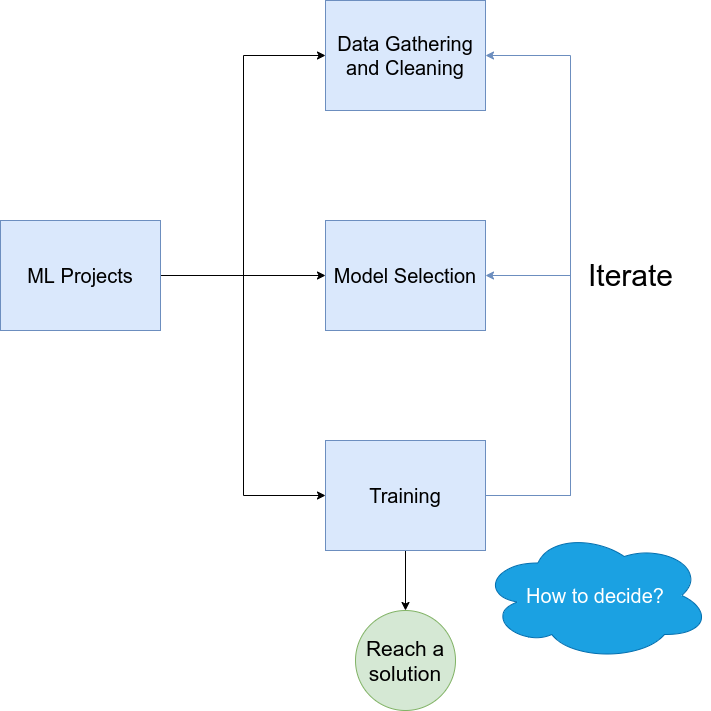 Data Gathering
and Cleaning
ML Projects
Model Selection
Iterate
Training
How to decide?
Reach a
solution